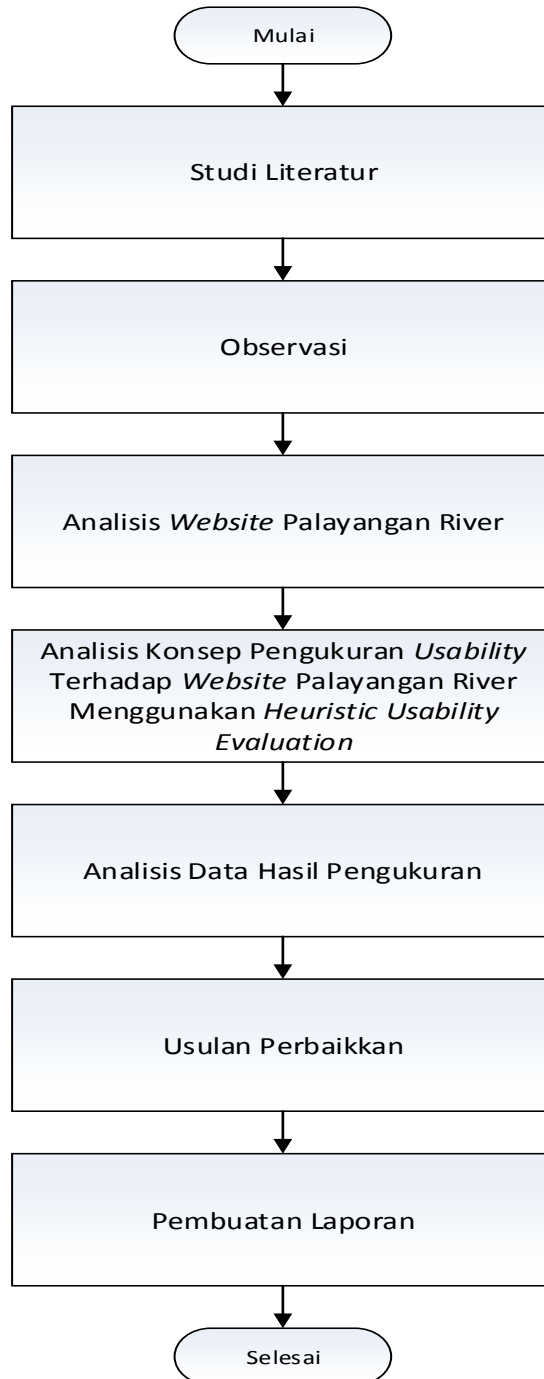 Mulai
Studi Literatur
Observasi
Analisis Website Palayangan River
Analisis Konsep Pengukuran Usability
Terhadap Website Palayangan River
Menggunakan Heuristic Usability
Evaluation
Analisis Data Hasil Pengukuran
Usulan Perbaikkan
Pembuatan Laporan
Selesai